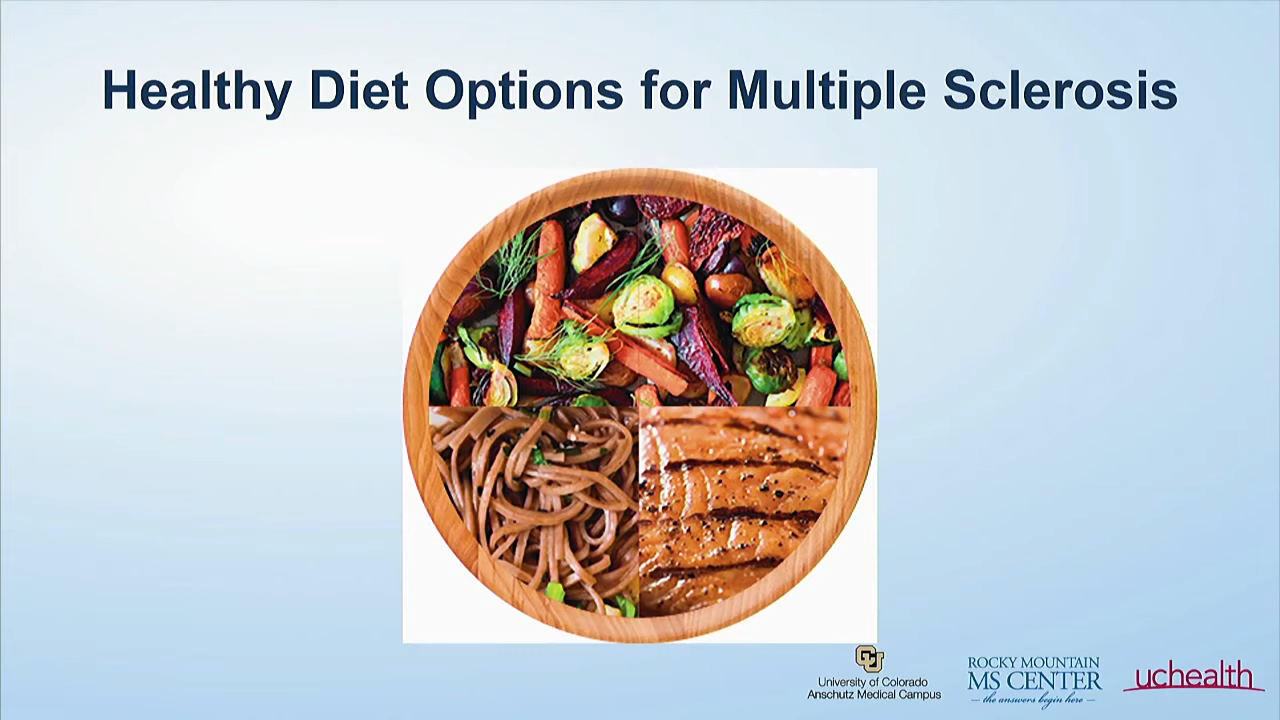 Healthy Diet Options for Multiple Sclerosis
CU
University of Colorado
Anschutz Medical Campus
ROCKY MOUNTAIN
MS CENTER
— the answers begin here —
uchealth